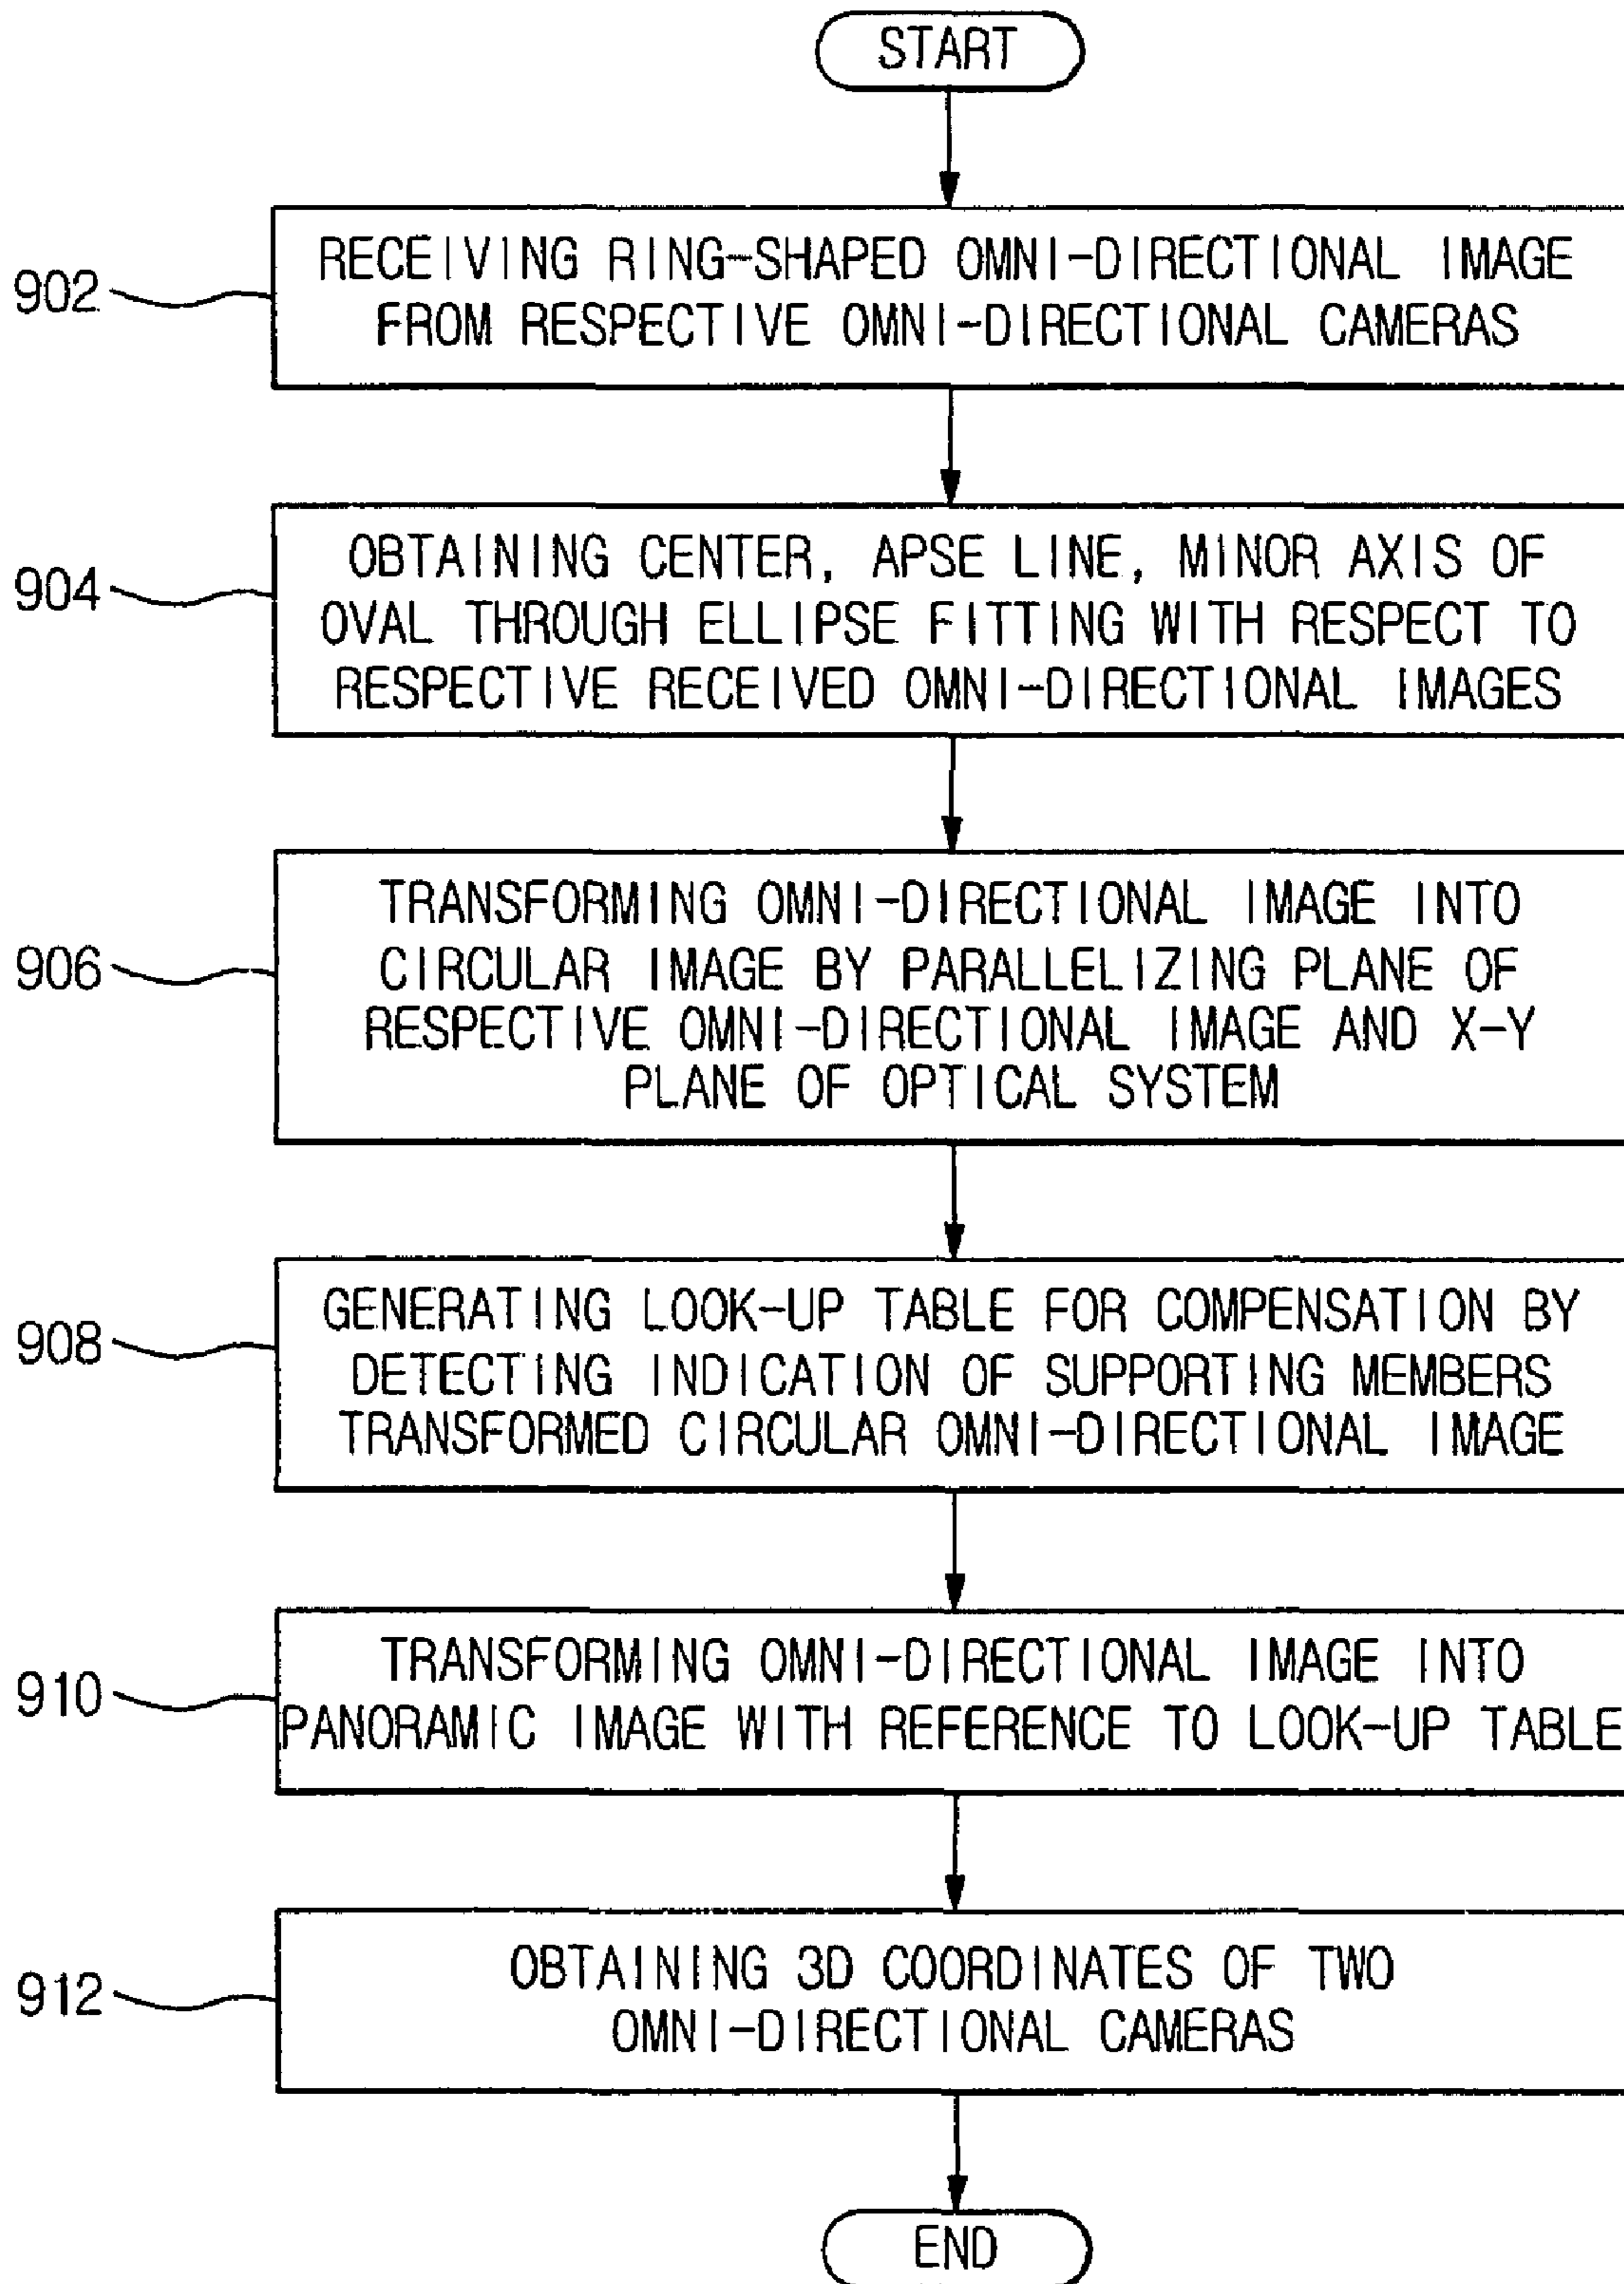 START
902
RECEIVING RING-SHAPED OMNI-DIRECTIONAL IMAGE
FROM RESPECTIVE OMNI-DIRECTIONAL CAMERAS
904
OBTAINING CENTER, APSE LINE, MINOR AXIS OF
OVAL THROUGH ELLIPSE FITTING WITH RESPECT TO
RESPECTIVE RECEIVED OMNI-DIRECTIONAL IMAGES
906
TRANSFORMING OMNI-DIRECTIONAL IMAGE INTO
CIRCULAR IMAGE BY PARALLELIZING PLANE OF
RESPECTIVE OMNI-DIRECTIONAL IMAGE AND X-Y
PLANE OF OPTICAL SYSTEM
908
GENERATING LOOK-UP TABLE FOR COMPENSATION BY
DETECTING INDICATION OF SUPPORTING MEMBERS
TRANSFORMED CIRCULAR OMNI-DIRECTIONAL IMAGE
910
TRANSFORMING OMNI-DIRECTIONAL IMAGE INTO
PANORAMIC IMAGE WITH REFERENCE TO LOOK-UP TABLE
912
OBTAINING 3D COORDINATES OF TWO
OMNI-DIRECTIONAL CAMERAS
END